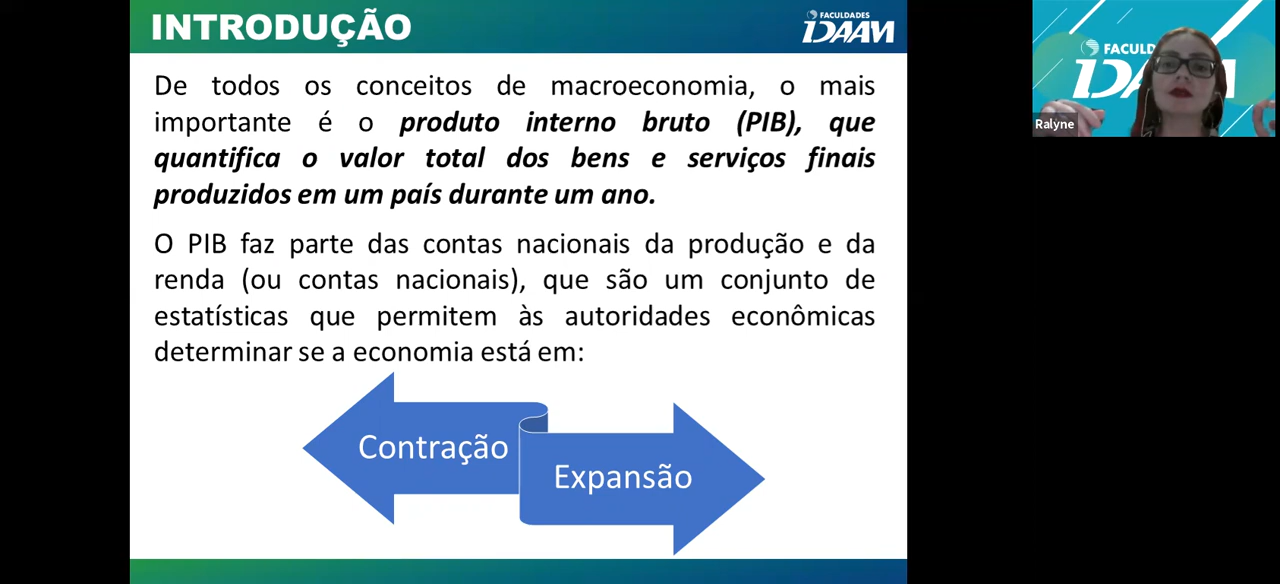 INTRODUÇÃO
FACULDADES
IDAAM
De todos os conceitos de macroeconomia, o mais
importante é o produto interno bruto (PIB), que
quantifica o valor total dos bens e serviços finais
produzidos em um país durante um ano.
O PIB faz parte das contas nacionais da produção e da
renda (ou contas nacionais), que são um conjunto de
estatísticas que permitem às autoridades econômicas
determinar se a economia está em:
Contração
Expansão
FACULD
IDAAM
Ralyne